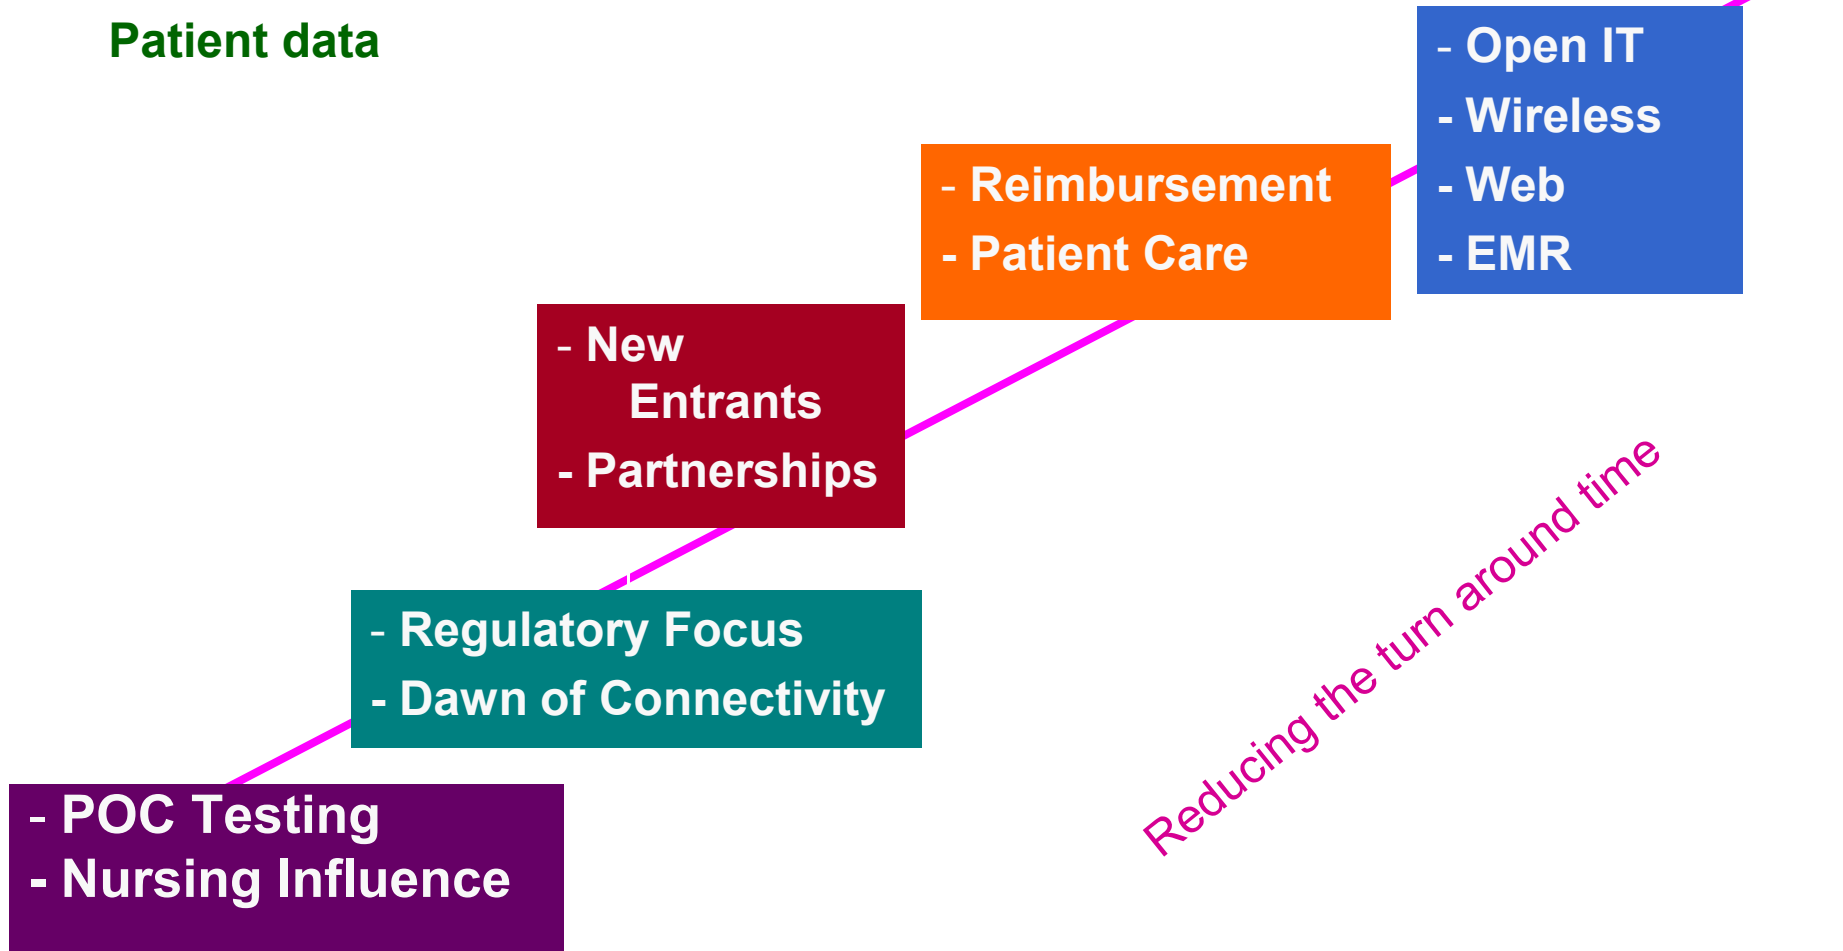 Patient data
- Open IT
- Wireless
- Web
- EMR
- Reimbursement
- Patient Care
- New
Entrants
- Partnerships
- Regulatory Focus
- Dawn of Connectivity
- POC Testing
- Nursing Influence
Reducing the turn around time